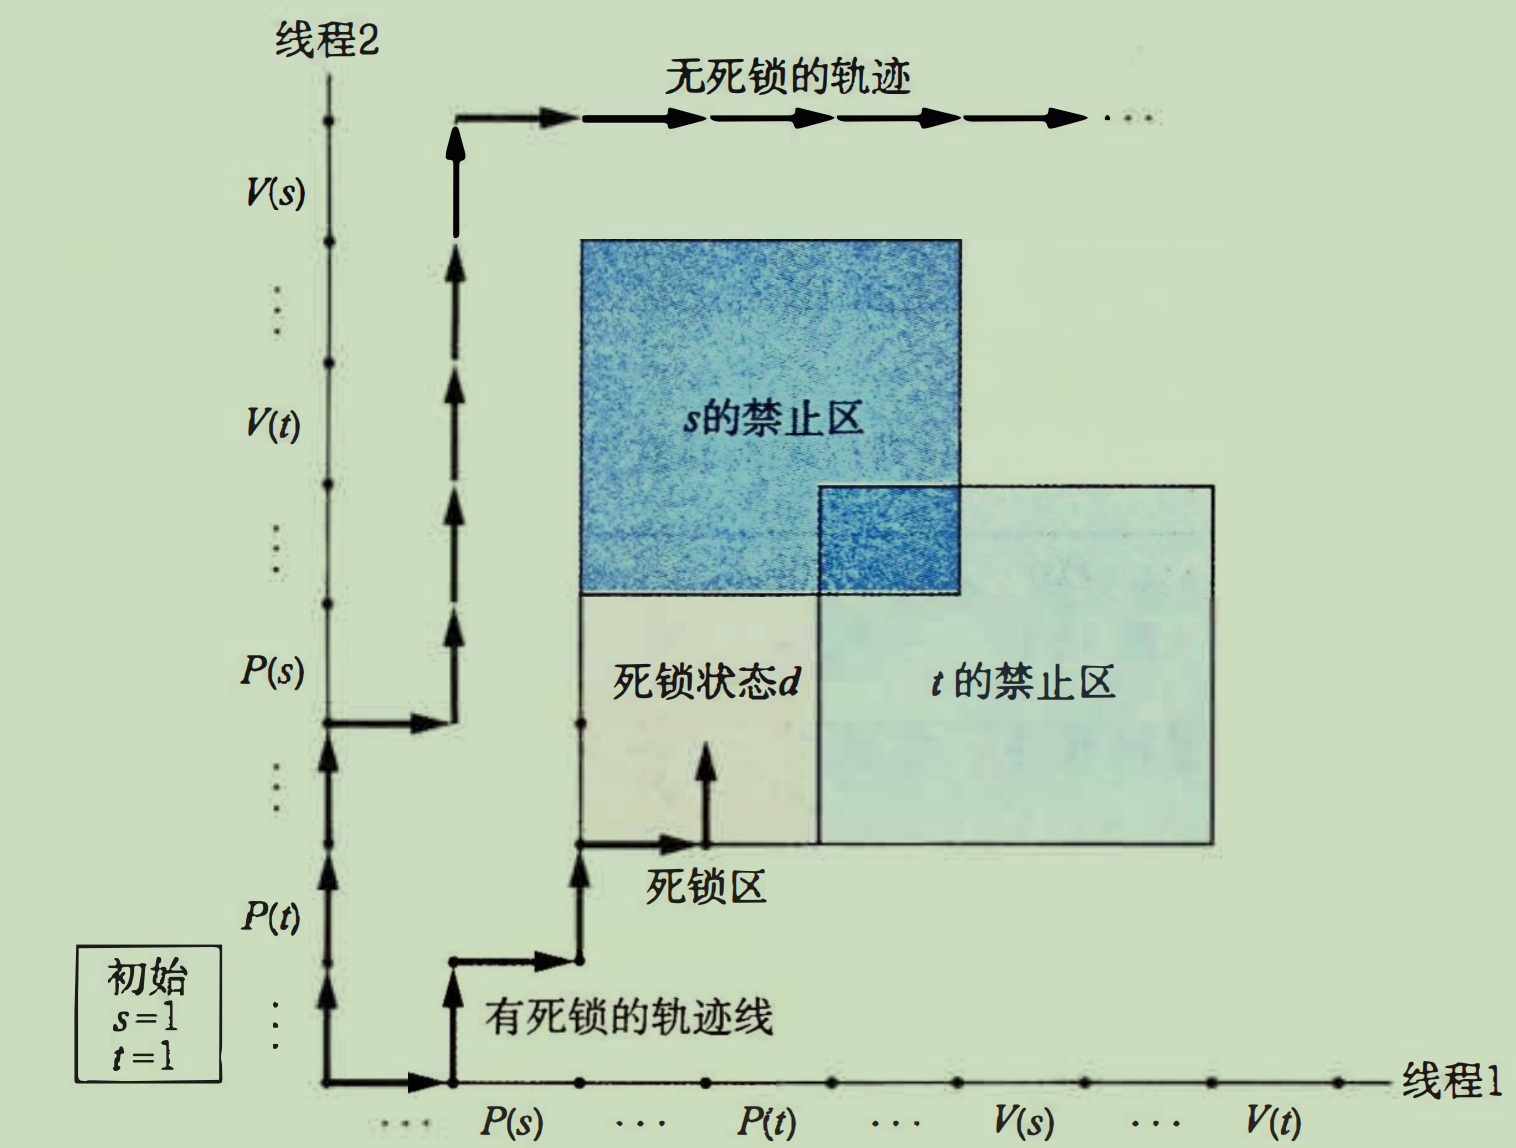 线程2
无死锁的轨迹
· · ·
V(s)
⋮
s的禁止区
V(t)
⋮
P(s)
死锁状态d
t 的禁止区
⋮
死锁区
P(t)
初始
s=1
t=1
⋮
有死锁的轨迹线
线程1
· · · P(s) · · · P(t) · · · V(s) · · · V(t)